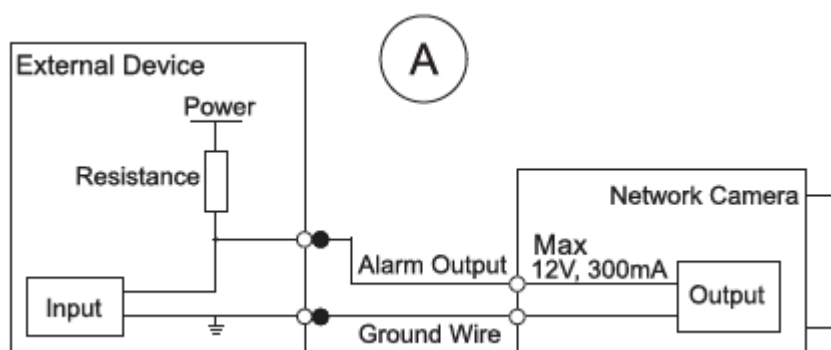 A
External Device
Power
Resistance
Network Camera
Max
12V, 300mA
Alarm Output
Input
Output
Ground Wire